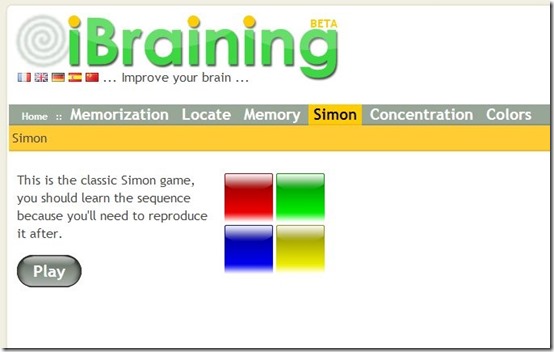 iBraining BETA
... Improve your brain ...
Home :: Memorization Locate Memory Simon Concentration Colors
Simon
This is the classic Simon game,
you should learn the sequence
because you'll need to reproduce
it after.
Play